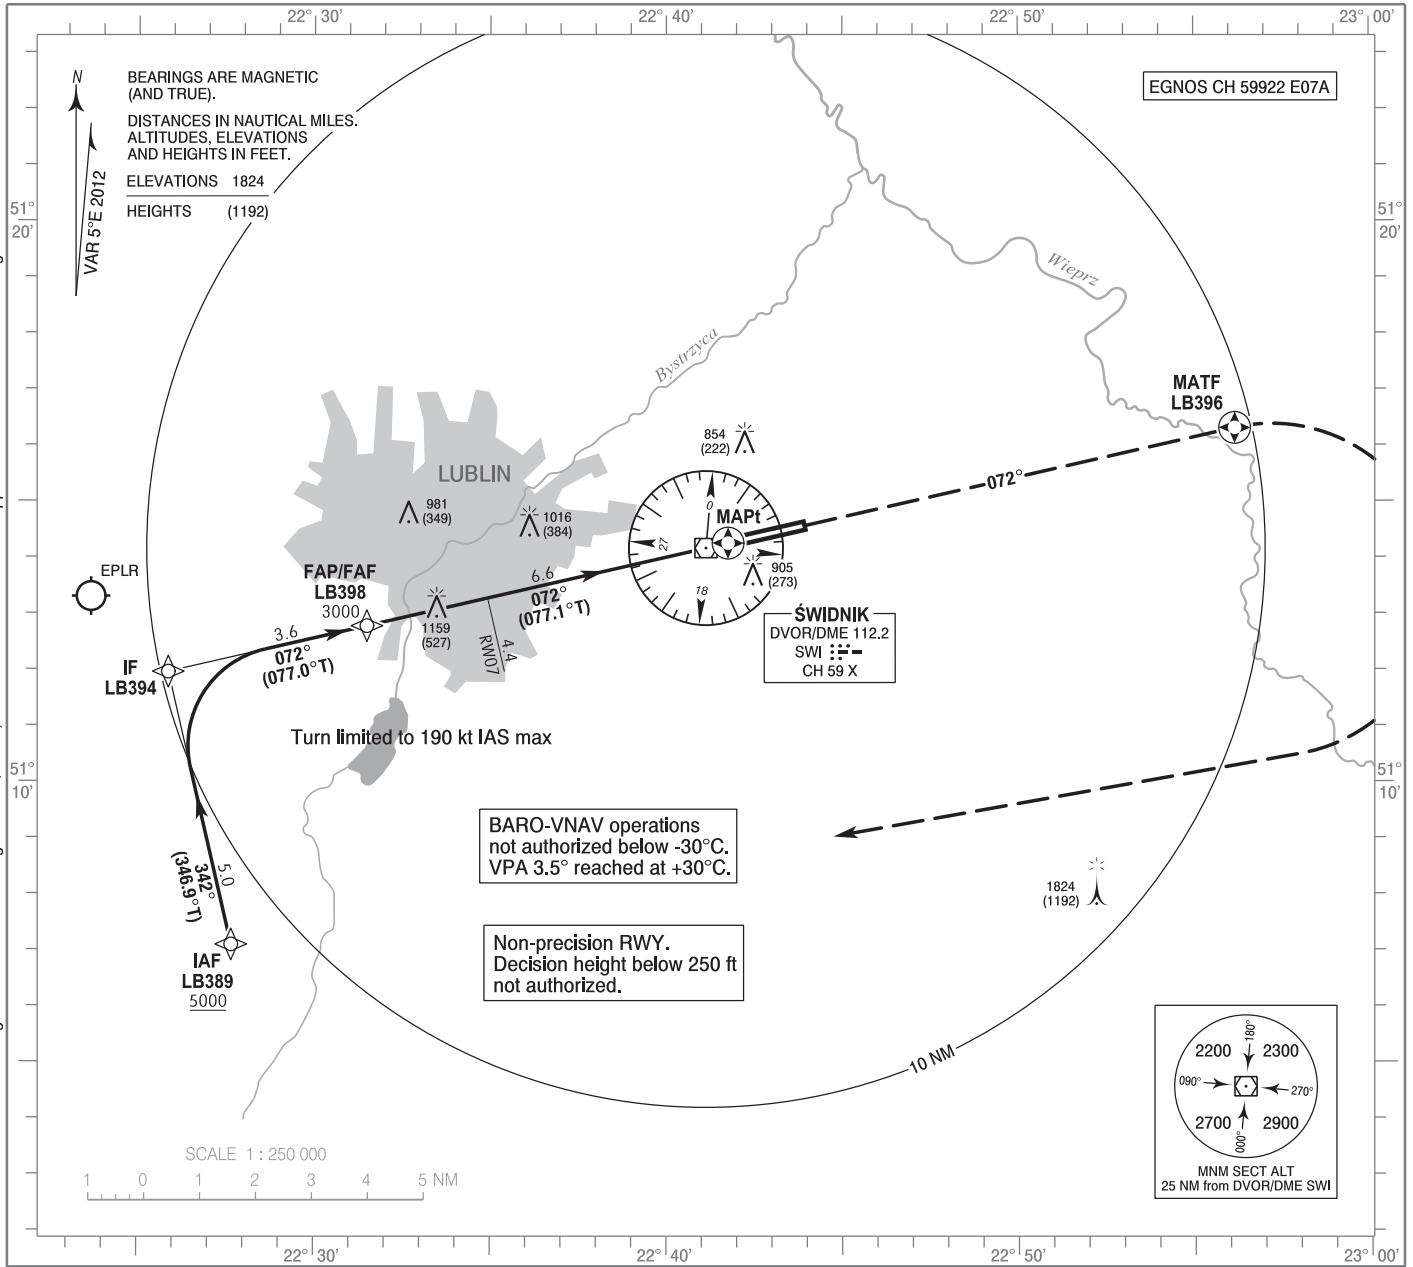 22° 30’
22° 40’
22° 50’
23° 00’
N
VAR 5°E 2012
BEARINGS ARE MAGNETIC
(AND TRUE).
DISTANCES IN NAUTICAL MILES.
ALTITUDES, ELEVATIONS
AND HEIGHTS IN FEET.
ELEVATIONS 1824
HEIGHTS (1192)
EGNOS CH 59922 E07A
51°
20’
51°
20’
Wieprz
Bystrzyca
MATF
LB396
072°
854
(222)
LUBLIN
981
(349)
1016
(384)
0
27
18
MAPt
905
(273)
EPLR
FAP/FAF
LB398
3000
6.6
072°
(077.1°T)
1159
(527)
4.4
RW07
3.6
072°
(077.0°T)
IF
LB394
ŚWIDNIK
DVOR/DME 112.2
SWI
CH 59 X
Turn limited to 190 kt IAS max
51°
10’
51°
10’
BARO-VNAV operations
not authorized below -30°C.
VPA 3.5° reached at +30°C.
5.0
342°
(346.9°T)
1824
(1192)
IAF
LB389
5000
Non-precision RWY.
Decision height below 250 ft
not authorized.
10 NM
180°
2200 2300
090°
270°
2700 2900
000°
MNM SECT ALT
25 NM from DVOR/DME SWI
SCALE 1 : 250 000
1 0 1 2 3 4 5 NM
22° 30’
22° 40’
22° 50’
23° 00’